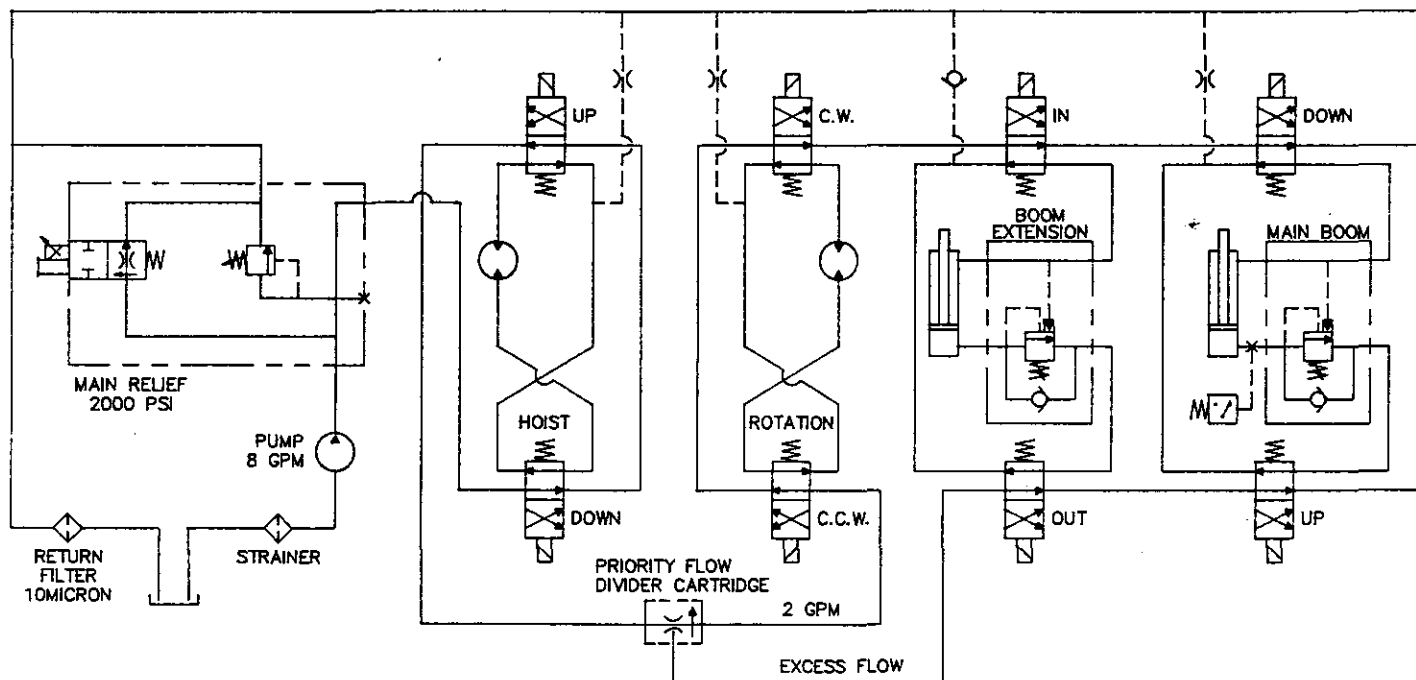 UP
C.W.
IN
DOWN
BOOM
EXTENSION
MAIN BOOM
MAIN RELIEF
2000 PSI
HOIST
ROTATION
PUMP
8 GPM
DOWN
C.C.W.
OUT
UP
RETURN
FILTER
10MICRON
STRAINER
PRIORITY FLOW
DIVIDER CARTRIDGE
2 GPM
EXCESS FLOW